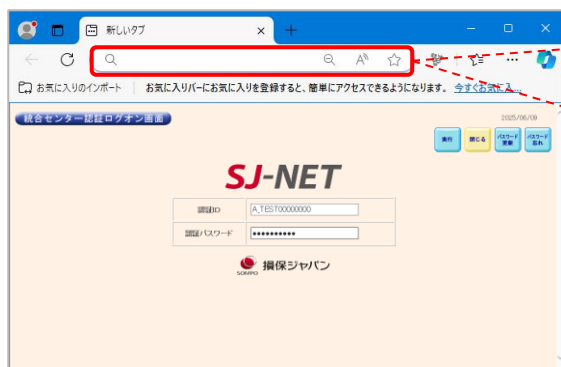 新しいタブ
お気に入りのインポート お気に入りバーにお気に入りを登録すると、簡単にアクセスできるようになります。 今すぐお気に入...
統合センター認証ログオン画面
2025/06/09
実行 閉じる パスワード更新 パスワード忘れ
SJ-NET
認証ID A_TEST00000000
認証パスワード ●●●●●●●●●●
SOMPO 損保ジャパン